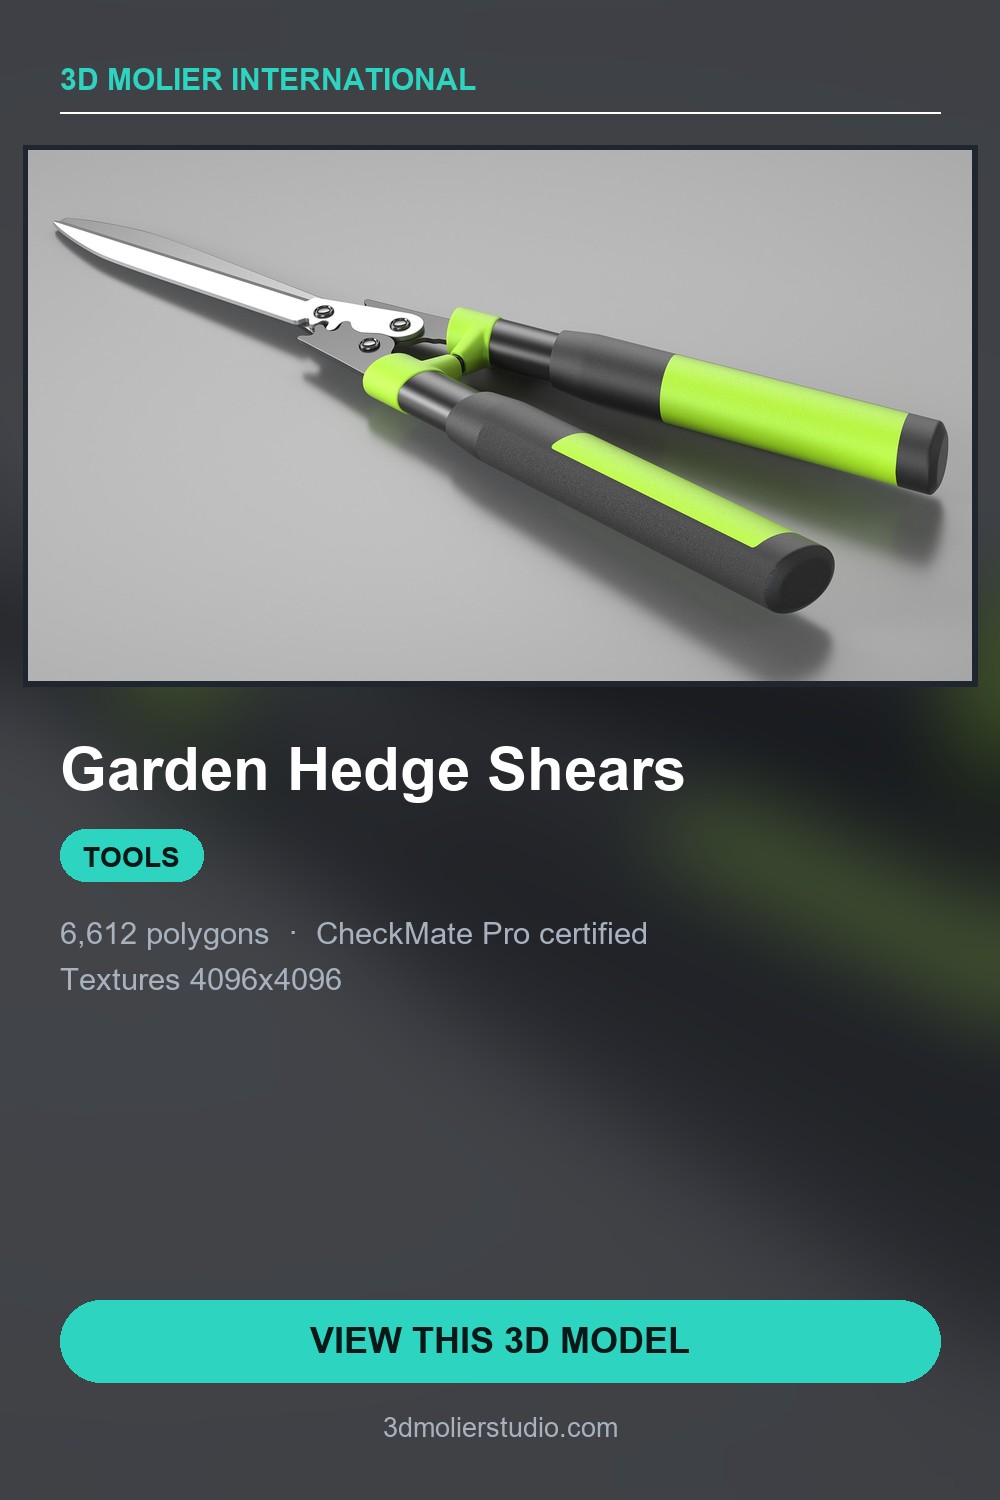 3D MOLIER INTERNATIONAL
Garden Hedge Shears
TOOLS
6,612 polygons · CheckMate Pro certified
Textures 4096x4096
VIEW THIS 3D MODEL
3dmolierstudio.com